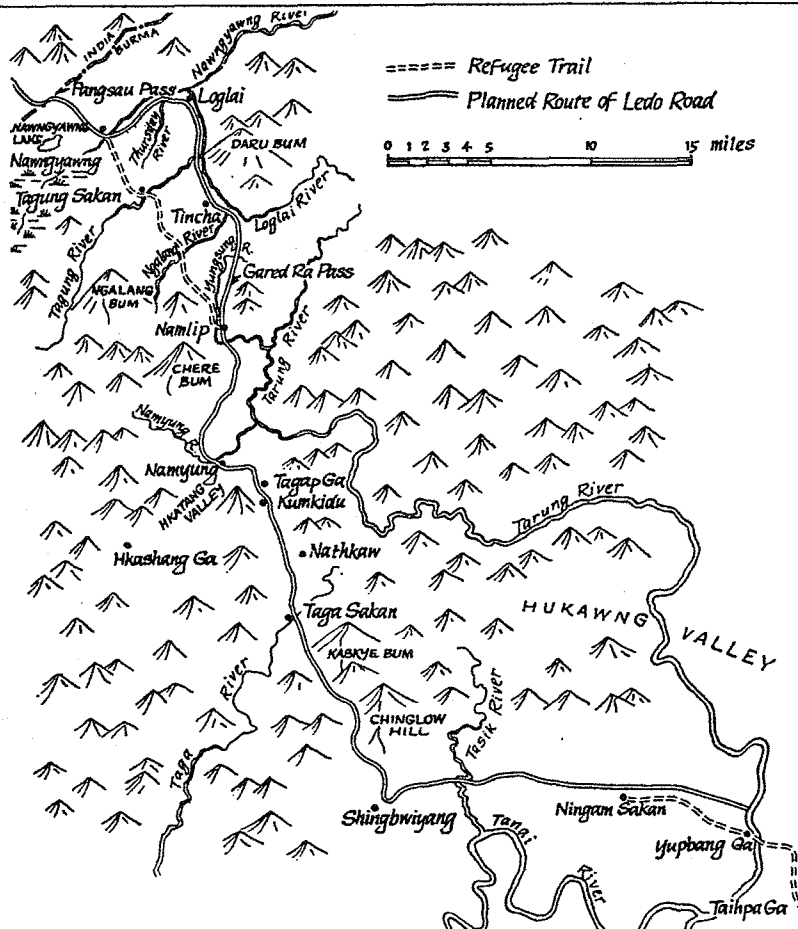 INDIA
BURMA
Nawngyawng River
Refugee Trail
Planned Route of Ledo Road
Pangsau Pass
Loglai
0 1 2 3 4 5 10 15 miles
NAWNGYAWNG
LAKE
Thursday
River
DARU BUM
Nawngyawng
Tagung Sakan
Tincha
Loglai River
Ngalang River
Yungsung R.
Tagung River
NGALANG
BUM
Gared Ra Pass
Namlip
Tarung River
CHERE
BUM
Namyung R.
Namyung
HKATANG
VALLEY
Tagap Ga
Kumkidu
Tarung River
Hkashang Ga
Nathkaw
HUKAWNG VALLEY
Taga Sakan
KABKYE BUM
Taga River
CHINGLOW
HILL
Tasik River
Shingbwiyang
Ningam Sakan
Tanai
River
Yupbang Ga
Taihpa Ga